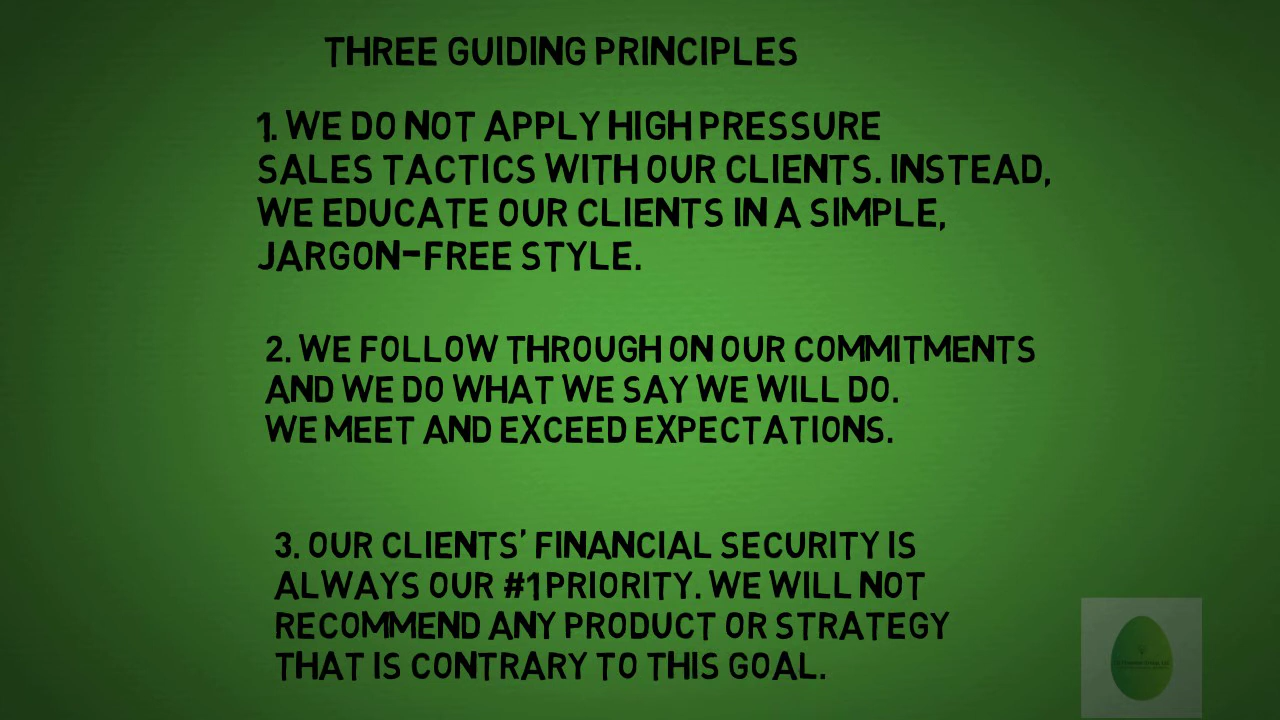 THREE GUIDING PRINCIPLES
1. WE DO NOT APPLY HIGH PRESSURE
SALES TACTICS WITH OUR CLIENTS. INSTEAD,
WE EDUCATE OUR CLIENTS IN A SIMPLE,
JARGON-FREE STYLE.
2. WE FOLLOW THROUGH ON OUR COMMITMENTS
AND WE DO WHAT WE SAY WE WILL DO.
WE MEET AND EXCEED EXPECTATIONS.
3. OUR CLIENTS' FINANCIAL SECURITY IS
ALWAYS OUR #1 PRIORITY. WE WILL NOT
RECOMMEND ANY PRODUCT OR STRATEGY
THAT IS CONTRARY TO THIS GOAL.